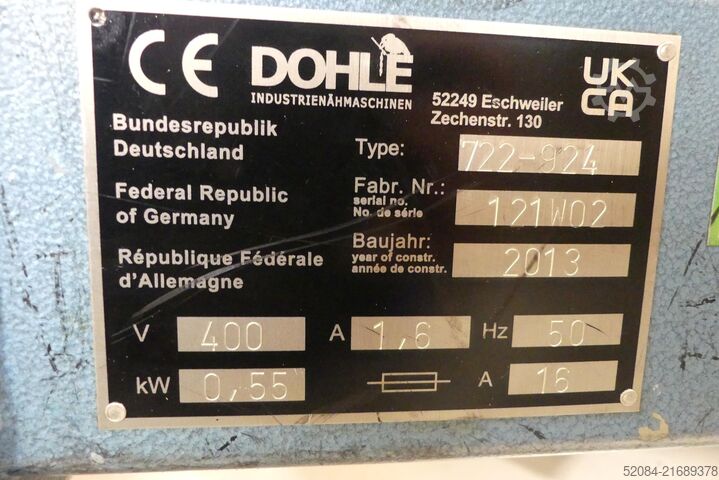 CE DOHLE
INDUSTRIENÄHMASCHINEN
52249 Eschweiler
Zechenstr. 130
UK
CA
Bundesrepublik
Deutschland
Type: 722-924
Federal Republic
of Germany
Fabr. Nr.: 121W02
serial no.
No. de série
République Fédérale
d'Allemagne
Baujahr: 2013
year of constr.
année de constr.
V 400 A 1,6 Hz 50
kW 0,55 A 16
52084-21689378